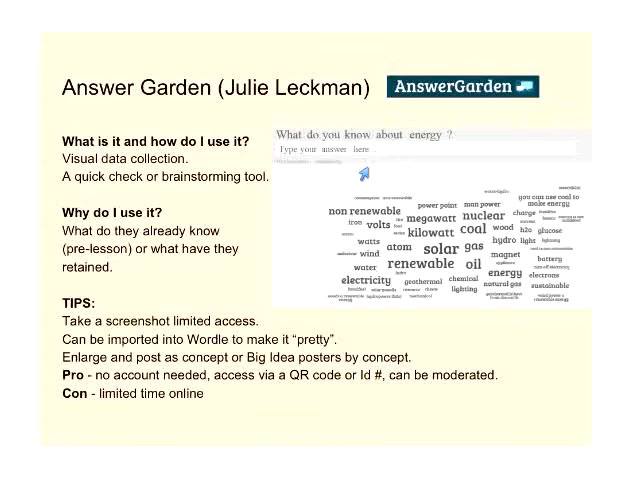 Answer Garden (Julie Leckman)
AnswerGarden
What is it and how do I use it?
Visual data collection.
A quick check or brainstorming tool.
Why do I use it?
What do they already know
(pre-lesson) or what have they
retained.
What do you know about energy ?
Type your answer here
you can use coal to
make energy
power point man power
non renewable megawatt nuclear charge
iron volts kilowatt coal wood h2o glucose
watts atom solar gas hydro light lightning
wind magnet
water renewable oil appliance battery
energy electrons
electricity geothermal chemical natural gas sustainable
lighting
mechanical
TIPS:
Take a screenshot limited access.
Can be imported into Wordle to make it “pretty”.
Enlarge and post as concept or Big Idea posters by concept.
Pro - no account needed, access via a QR code or Id #, can be moderated.
Con - limited time online